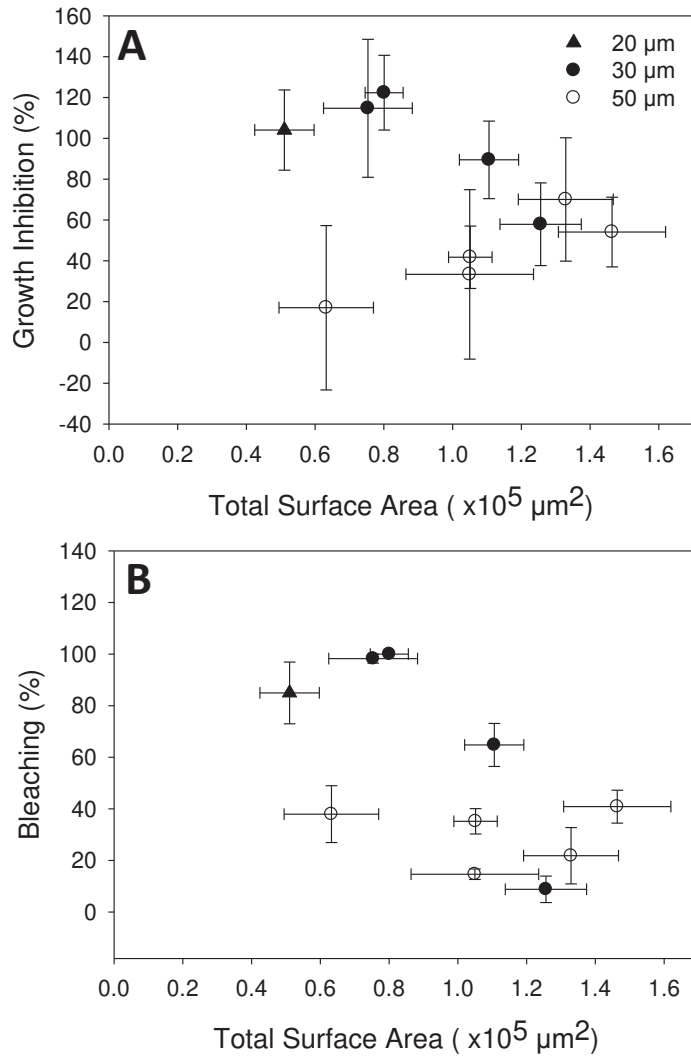 A
20 µm
30 µm
50 µm
160
140
120
100
80
60
40
20
0
-20
-40
Growth Inhibition (%)
0.0 0.2 0.4 0.6 0.8 1.0 1.2 1.4 1.6
Total Surface Area ( x10⁵ µm²)
B
140
120
100
80
60
40
20
0
Bleaching (%)
0.0 0.2 0.4 0.6 0.8 1.0 1.2 1.4 1.6
Total Surface Area ( x10⁵ µm²)